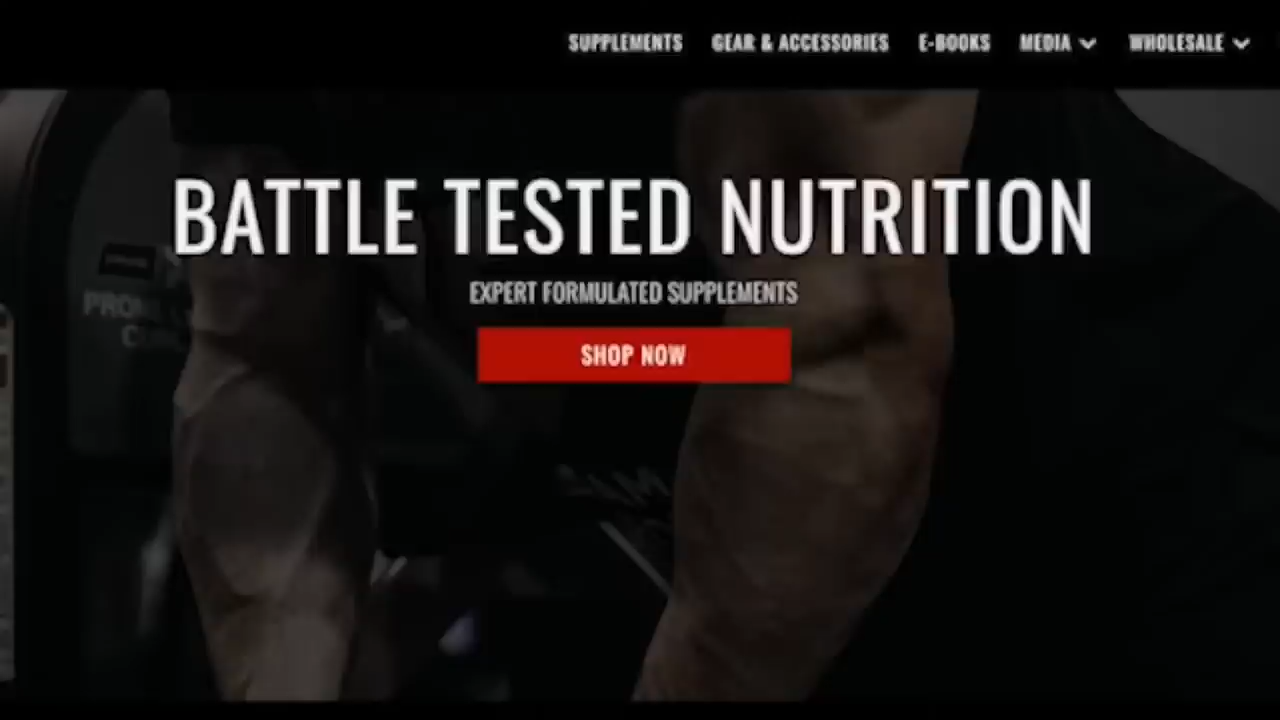 SUPPLEMENTS GEAR & ACCESSORIES E-BOOKS MEDIA WHOLESALE
BATTLE TESTED NUTRITION
EXPERT FORMULATED SUPPLEMENTS
SHOP NOW